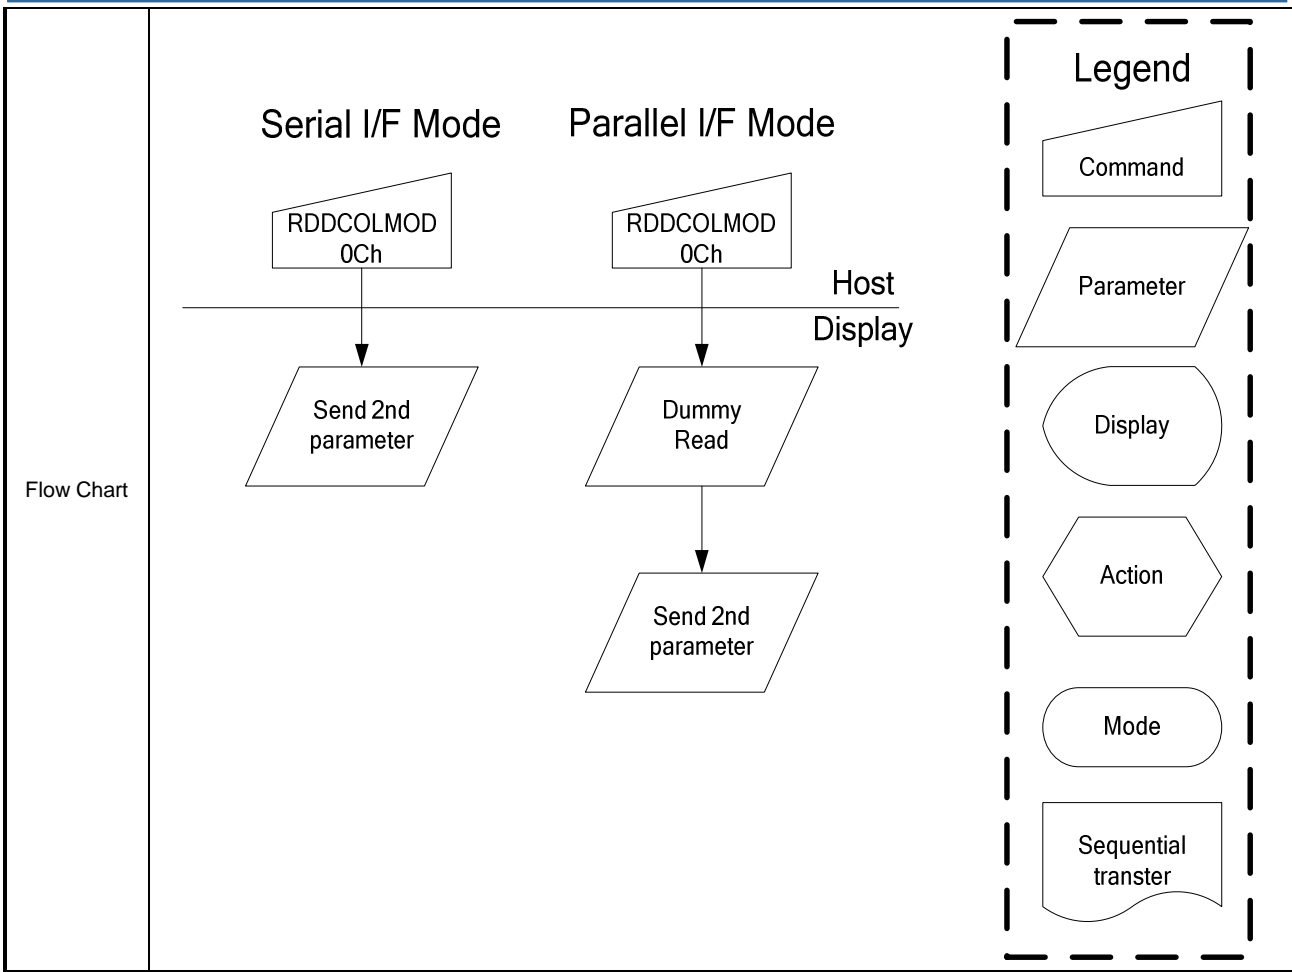 Flow Chart
Serial I/F Mode
RDDCOLMOD
0Ch
Send 2nd
parameter
Parallel I/F Mode
RDDCOLMOD
0Ch
Host
Display
Dummy
Read
Send 2nd
parameter
Legend
Command
Parameter
Display
Action
Mode
Sequential
transter